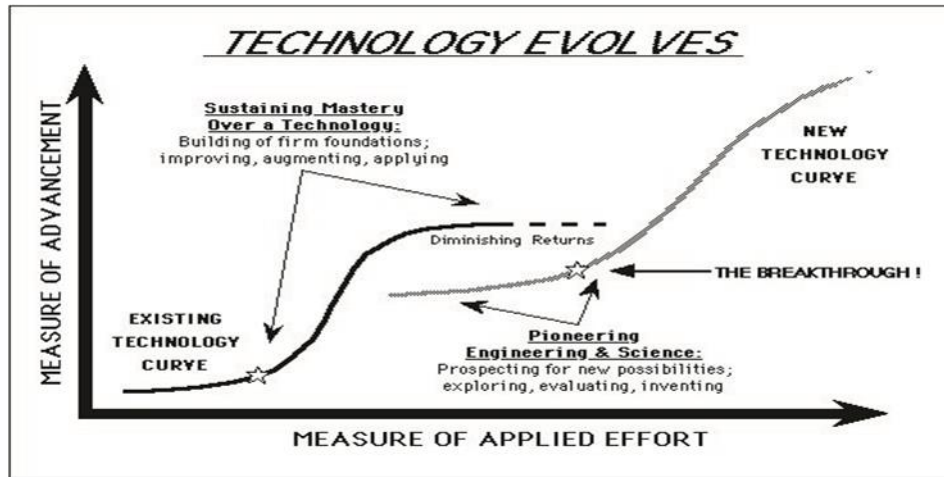 TECHNOLOGY EVOLVES
MEASURE OF ADVANCEMENT
Sustaining Mastery
Over a Technology:
Building of firm foundations;
improving, augmenting, applying
NEW
TECHNOLOGY
CURVE
Diminishing Returns
THE BREAKTHROUGH !
EXISTING
TECHNOLOGY
CURVE
Pioneering
Engineering & Science:
Prospecting for new possibilities;
exploring, evaluating, inventing
MEASURE OF APPLIED EFFORT